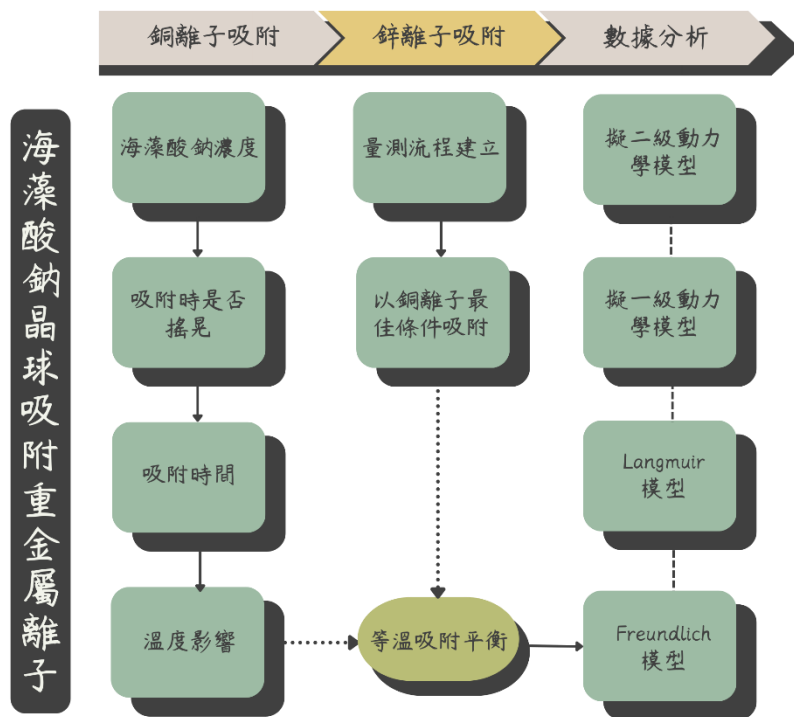 銅離子吸附
鋅離子吸附
數據分析
海藻酸鈉晶球吸附重金屬離子
海藻酸鈉濃度
吸附時是否
搖晃
吸附時間
溫度影響
量測流程建立
以銅離子最
佳條件吸附
等溫吸附平衡
擬二級動力
學模型
擬一級動力
學模型
Langmuir
模型
Freundlich
模型